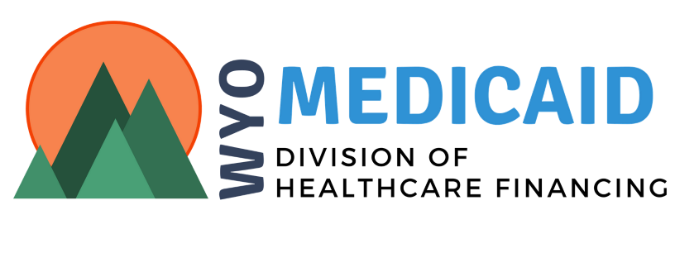 WYO
MEDICAID
DIVISION OF
HEALTHCARE FINANCING